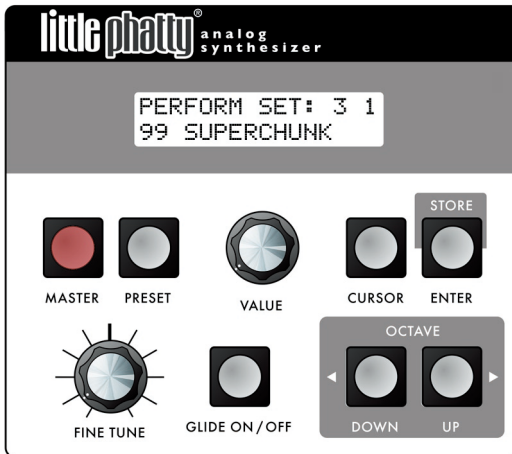 little phatty® analog synthesizer
PERFORM SET: 3 1
99 SUPERCHUNK
STORE
MASTER PRESET VALUE CURSOR ENTER
OCTAVE
FINE TUNE GLIDE ON / OFF DOWN UP